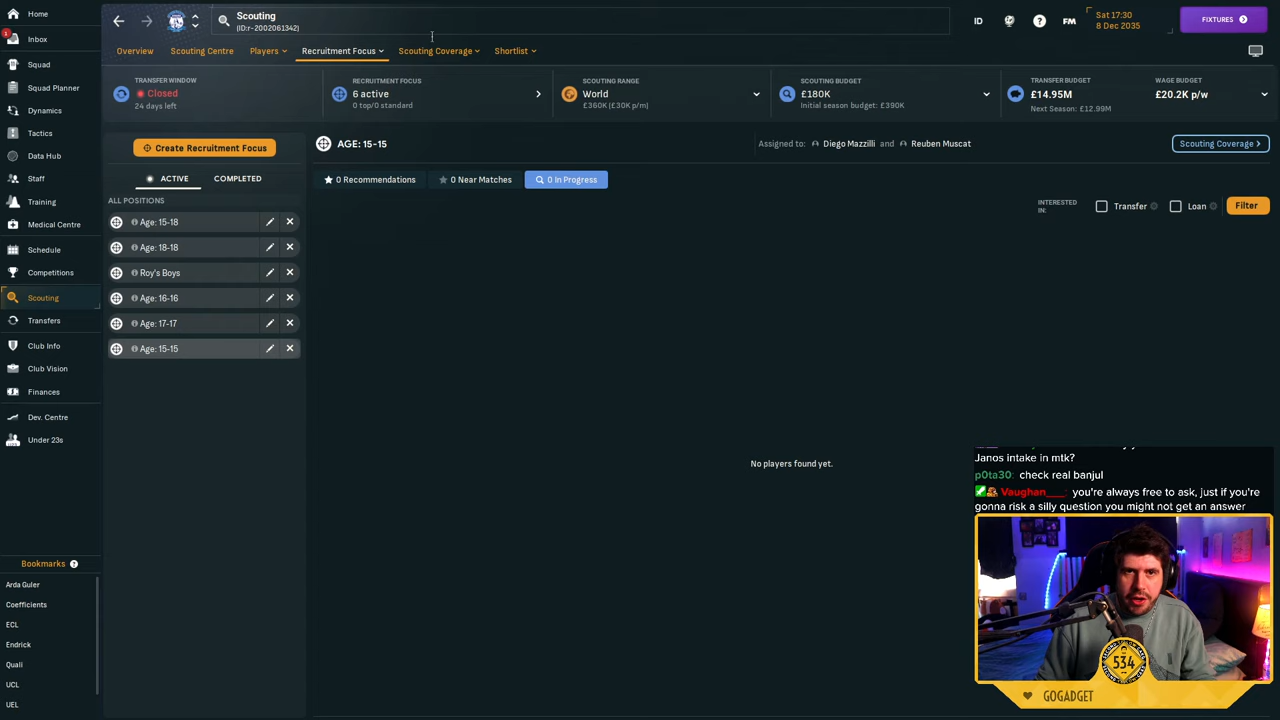 Home
Inbox
1
Squad
Squad Planner
Dynamics
Tactics
Data Hub
Staff
Training
Medical Centre
Schedule
Competitions
Scouting
Transfers
Club Info
Club Vision
Finances
Dev. Centre
Under 23s
Bookmarks ?
Arda Guler
Coefficients
ECL
Endrick
Quali
UCL
UEL
Scouting
(ID:r-2002061342)
ID
?
FM
Sat 17:30
8 Dec 2035
FIXTURES
Overview
Scouting Centre
Players
Recruitment Focus
Scouting Coverage
Shortlist
TRANSFER WINDOW
Closed
24 days left
RECRUITMENT FOCUS
6 active
0 top/0 standard
SCOUTING RANGE
World
£360K (£30K p/m)
SCOUTING BUDGET
£180K
Initial season budget: £390K
TRANSFER BUDGET
£14.95M
Next Season: £12.99M
WAGE BUDGET
£20.2K p/w
Create Recruitment Focus
ACTIVE
COMPLETED
ALL POSITIONS
Age: 15-18
Age: 18-18
Roy's Boys
Age: 16-16
Age: 17-17
Age: 15-15
AGE: 15-15
Assigned to: Diego Mazzilli and Reuben Muscat
Scouting Coverage
0 Recommendations
0 Near Matches
0 In Progress
INTERESTED
IN:
Transfer
Loan
Filter
No players found yet.
Janos intake in mtk?
p0ta30: check real banjul
Vaughan___: you're always free to ask, just if you're
gonna risk a silly question you might not get an answer
534
GOGADGET